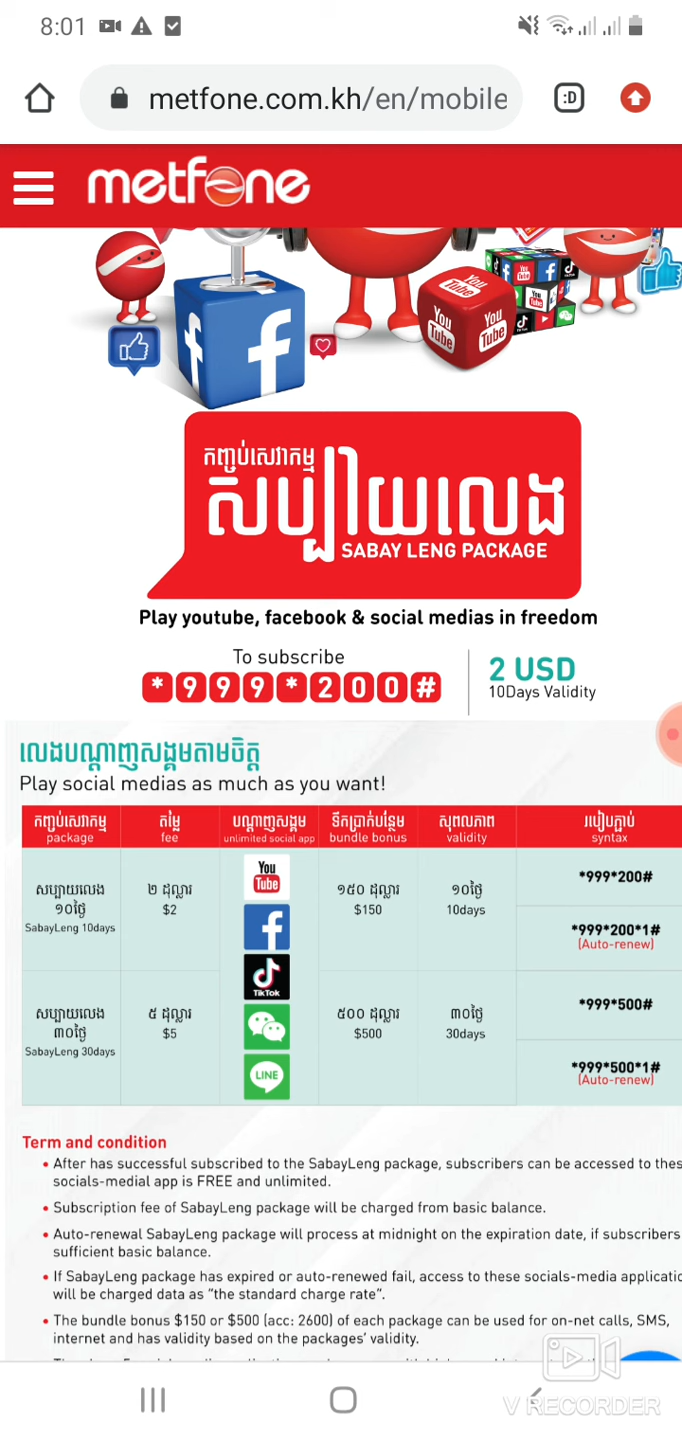 8:01
metfone.com.kh/en/mobile
:D
metfone
You Tube
You Tube
You Tube
កញ្ចប់សេវាកម្ម
សប្បាយលេង
SABAY LENG PACKAGE
Play youtube, facebook & social medias in freedom
To subscribe
*999*200#
2 USD
10Days Validity
លេងបណ្តាញសង្គមតាមចិត្ត
Play social medias as much as you want!
កញ្ចប់សេវាកម្ម តម្លៃ បណ្តាញសង្គម ទឹកប្រាក់បន្ថែម សុពលភាព របៀបភ្ជាប់
package fee unlimited social app bundle bonus validity syntax
You Tube
*999*200#
សប្បាយលេង ១០ថ្ងៃ ២ ដុល្លារ ១៥០ ដុល្លារ ១០ថ្ងៃ
SabayLeng 10days $2 $150 10days
*999*200*1#
(Auto-renew)
TikTok
សប្បាយលេង ៣០ថ្ងៃ ៥ ដុល្លារ ៥០០ ដុល្លារ ៣០ថ្ងៃ
SabayLeng 30days $5 $500 30days
*999*500#
LINE
*999*500*1#
(Auto-renew)
Term and condition
• After has successful subscribed to the SabayLeng package, subscribers can be accessed to thes
socials-medial app is FREE and unlimited.
• Subscription fee of SabayLeng package will be charged from basic balance.
• Auto-renewal SabayLeng package will process at midnight on the expiration date, if subscribers
sufficient basic balance.
• If SabayLeng package has expired or auto-renewed fail, access to these socials-media applicatio
will be charged data as “the standard charge rate”.
• The bundle bonus $150 or $500 (acc: 2600) of each package can be used for on-net calls, SMS,
internet and has validity based on the packages’ validity.
V RECORDER